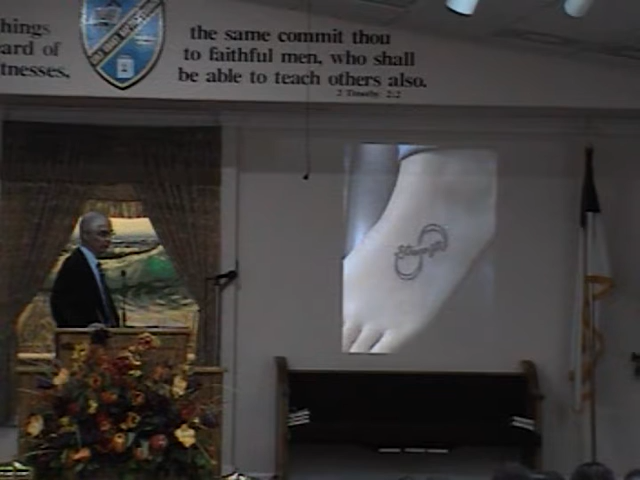 hings
ard of
tnesses,
the same commit thou
to faithful men, who shall
be able to teach others also.
2 Timothy 2:2